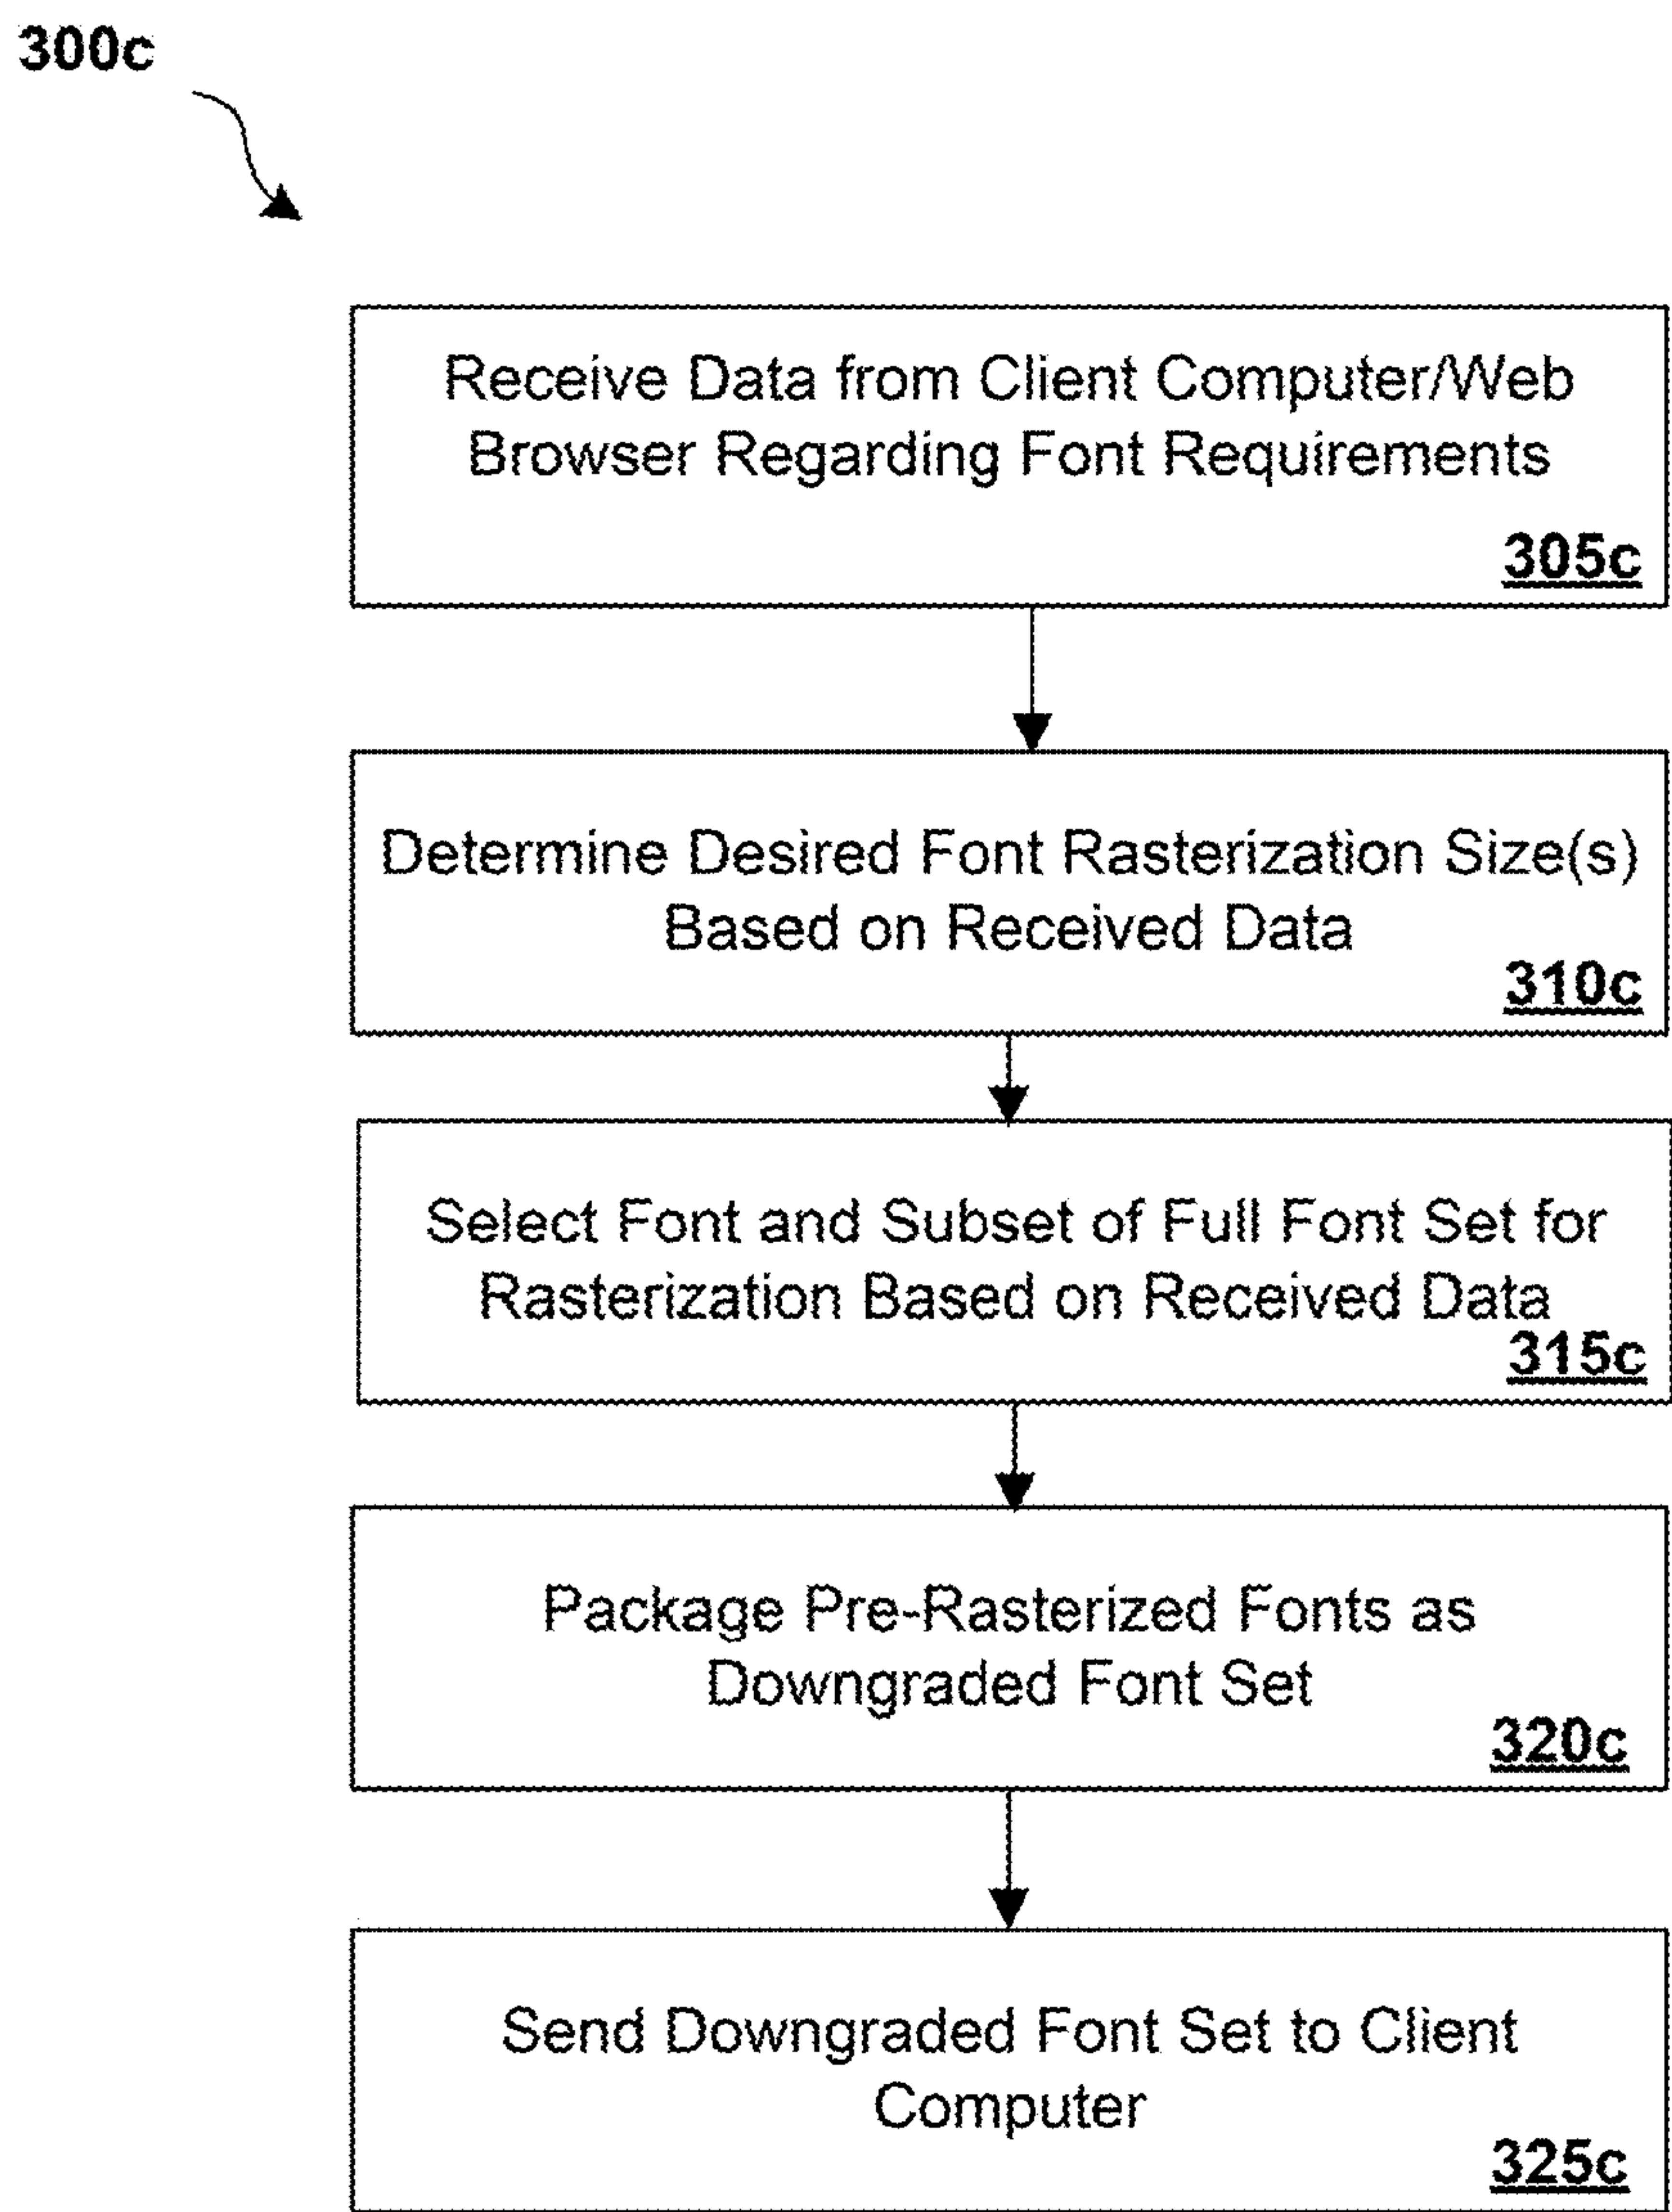 300c
Receive Data from Client Computer/Web
Browser Regarding Font Requirements
305c
Determine Desired Font Rasterization Size(s)
Based on Received Data
310c
Select Font and Subset of Full Font Set for
Rasterization Based on Received Data
315c
Package Pre-Rasterized Fonts as
Downgraded Font Set
320c
Send Downgraded Font Set to Client
Computer
325c